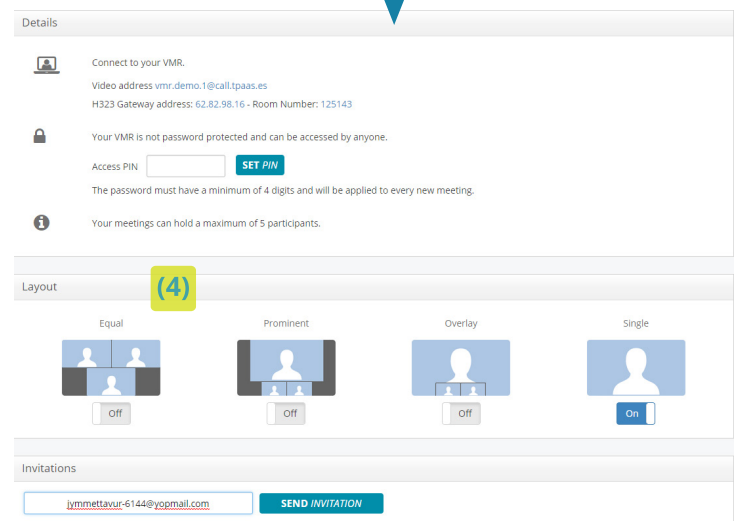 Details
Connect to your VMR.
Video address vmr.demo.1@call.tpaas.es
H323 Gateway address: 62.82.98.16 - Room Number: 125143
Your VMR is not password protected and can be accessed by anyone.
Access PIN SET PIN
The password must have a minimum of 4 digits and will be applied to every new meeting.
Your meetings can hold a maximum of 5 participants.
Layout (4)
Equal Prominent Overlay Single
Off Off Off On
Invitations
jymmettavur-6144@yopmail.com SEND INVITATION